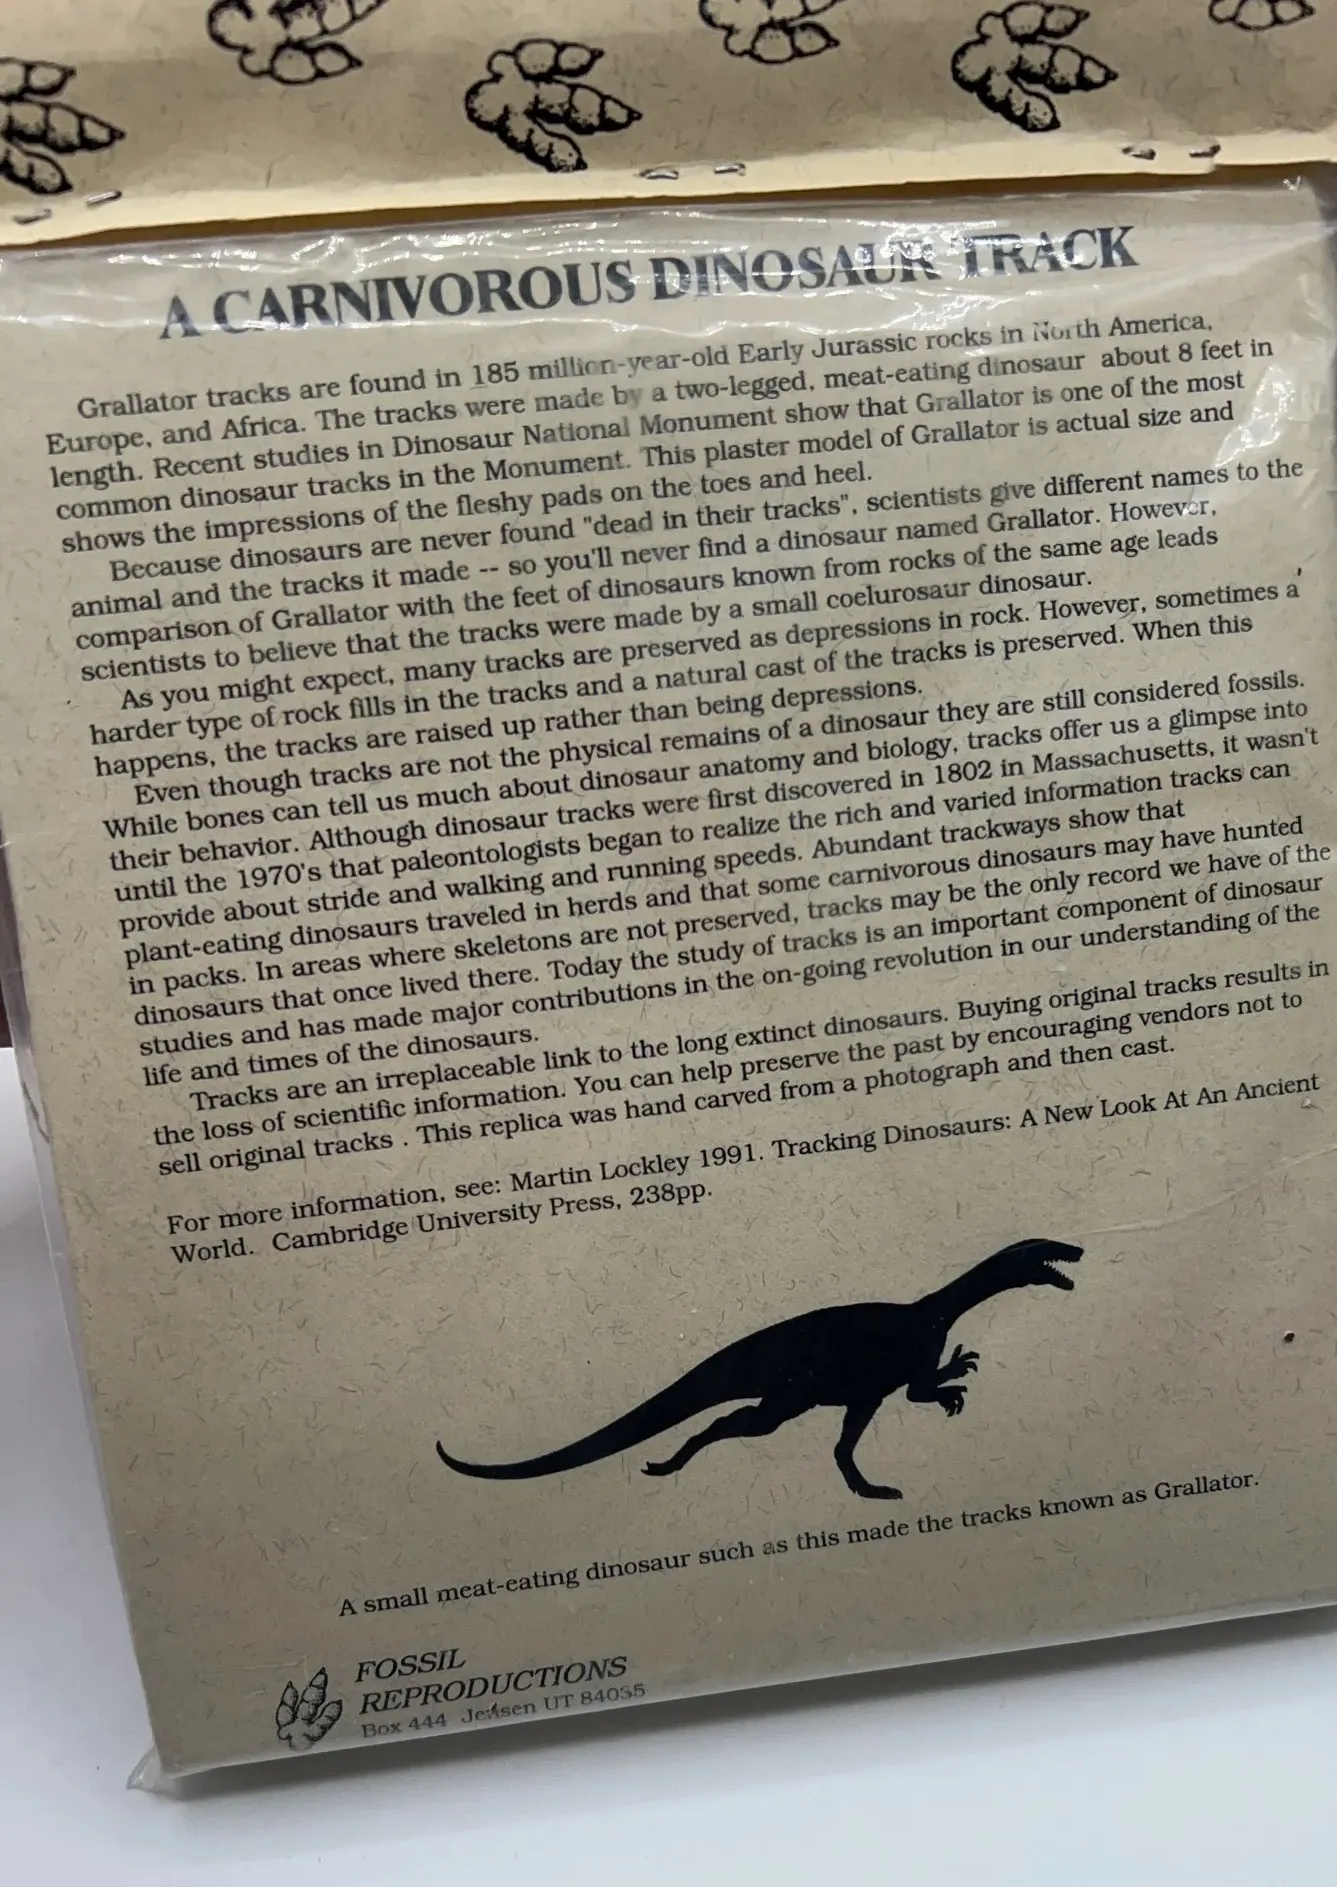 A CARNIVOROUS DINOSAUR TRACK
Grallator tracks are found in 185 million-year-old Early Jurassic rocks in North America,
Europe, and Africa. The tracks were made by a two-legged, meat-eating dinosaur about 8 feet in
length. Recent studies in Dinosaur National Monument show that Grallator is one of the most
common dinosaur tracks in the Monument. This plaster model of Grallator is actual size and
shows the impressions of the fleshy pads on the toes and heel.
Because dinosaurs are never found "dead in their tracks", scientists give different names to the
animal and the tracks it made -- so you'll never find a dinosaur named Grallator. However,
comparison of Grallator with the feet of dinosaurs known from rocks of the same age leads
scientists to believe that the tracks were made by a small coelurosaur dinosaur.
As you might expect, many tracks are preserved as depressions in rock. However, sometimes a
harder type of rock fills in the tracks and a natural cast of the tracks is preserved. When this
happens, the tracks are raised up rather than being depressions.
Even though tracks are not the physical remains of a dinosaur they are still considered fossils.
While bones can tell us much about dinosaur anatomy and biology, tracks offer us a glimpse into
their behavior. Although dinosaur tracks were first discovered in 1802 in Massachusetts, it wasn't
until the 1970's that paleontologists began to realize the rich and varied information tracks can
provide about stride and walking and running speeds. Abundant trackways show that
plant-eating dinosaurs traveled in herds and that some carnivorous dinosaurs may have hunted
in packs. In areas where skeletons are not preserved, tracks may be the only record we have of the
dinosaurs that once lived there. Today the study of tracks is an important component of dinosaur
studies and has made major contributions in the on-going revolution in our understanding of the
life and times of the dinosaurs.
Tracks are an irreplaceable link to the long extinct dinosaurs. Buying original tracks results in
the loss of scientific information. You can help preserve the past by encouraging vendors not to
sell original tracks . This replica was hand carved from a photograph and then cast.
For more information, see: Martin Lockley 1991. Tracking Dinosaurs: A New Look At An Ancient
World. Cambridge University Press, 238pp.
A small meat-eating dinosaur such as this made the tracks known as Grallator.
FOSSIL
REPRODUCTIONS
Box 444 Jensen UT 84035